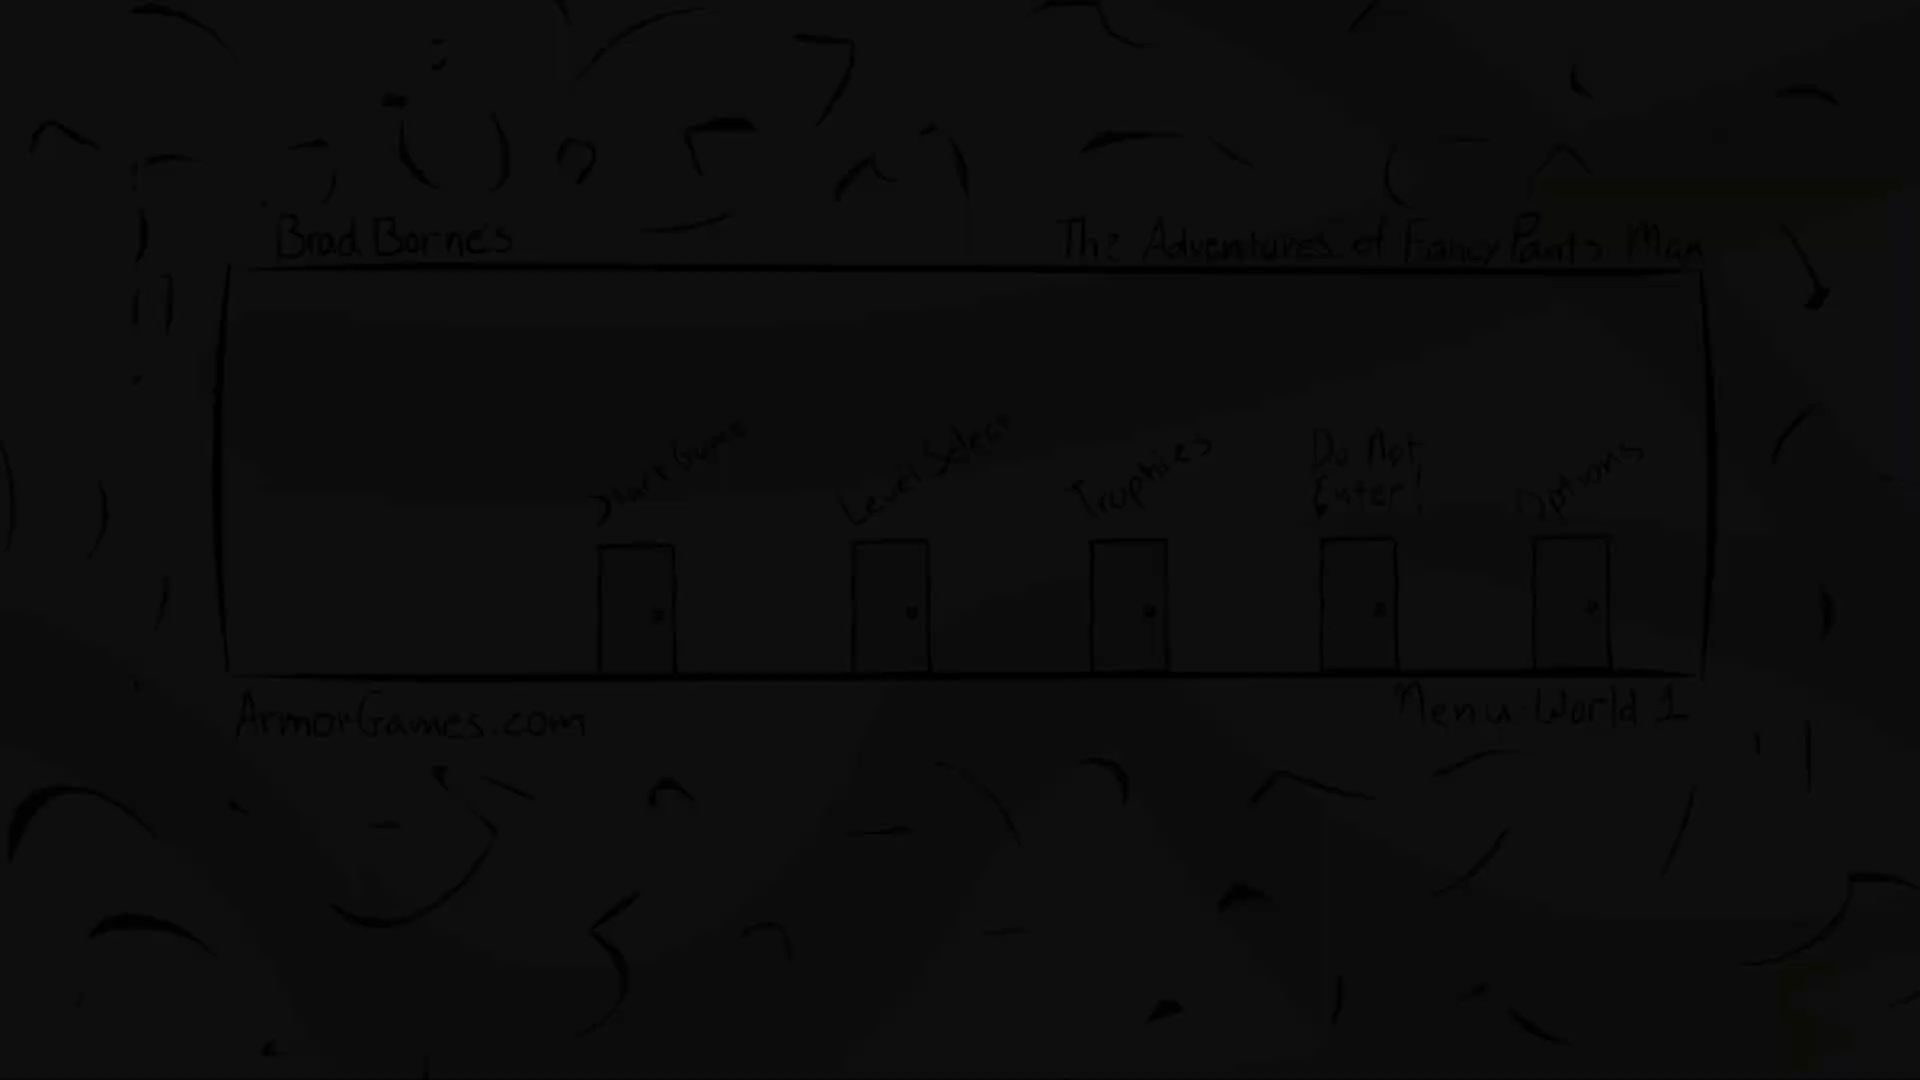 Brad Borne's
The Adventures of Fancy Pants Man
Start Game
Level Select
Trophies
Do Not
Enter!
Options
ArmorGames.com
Menu-World 1